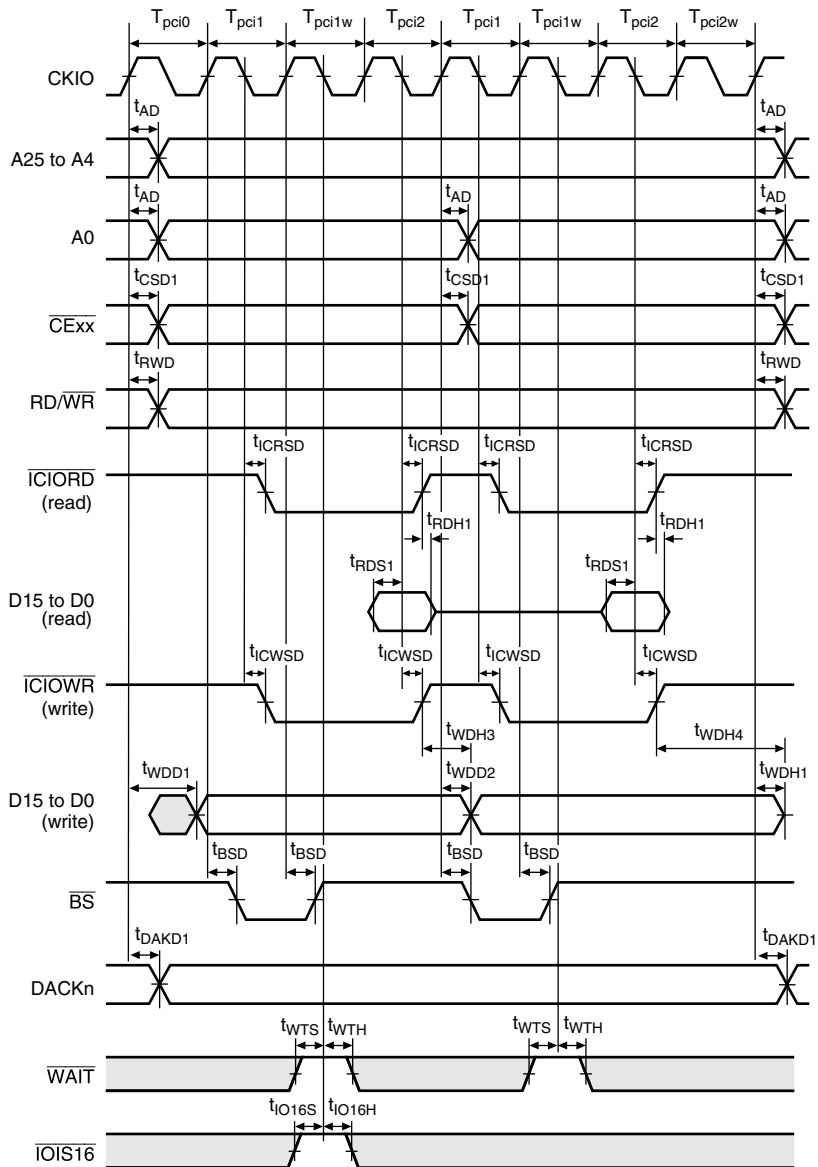 Tpci0 Tpci1 Tpci1w Tpci2 Tpci1 Tpci1w Tpci2 Tpci2w
CKIO
tAD tAD
A25 to A4
tAD tAD tAD
A0
tCSD1 tCSD1 tCSD1
CExx
tRWD tRWD
RD/WR
tICRSD tICRSD tICRSD tICRSD
ICIORD
(read)
tRDH1 tRDH1
tRDS1 tRDS1
D15 to D0
(read)
tICWSD tICWSD tICWSD tICWSD
ICIOWR
(write)
tWDH3 tWDH4
tWDD1 tWDD2 tWDH1
D15 to D0
(write)
tBSD tBSD tBSD tBSD
BS
tDAKD1 tDAKD1
DACKn
tWTS tWTH tWTS tWTH
WAIT
tIO16S tIO16H
IOIS16